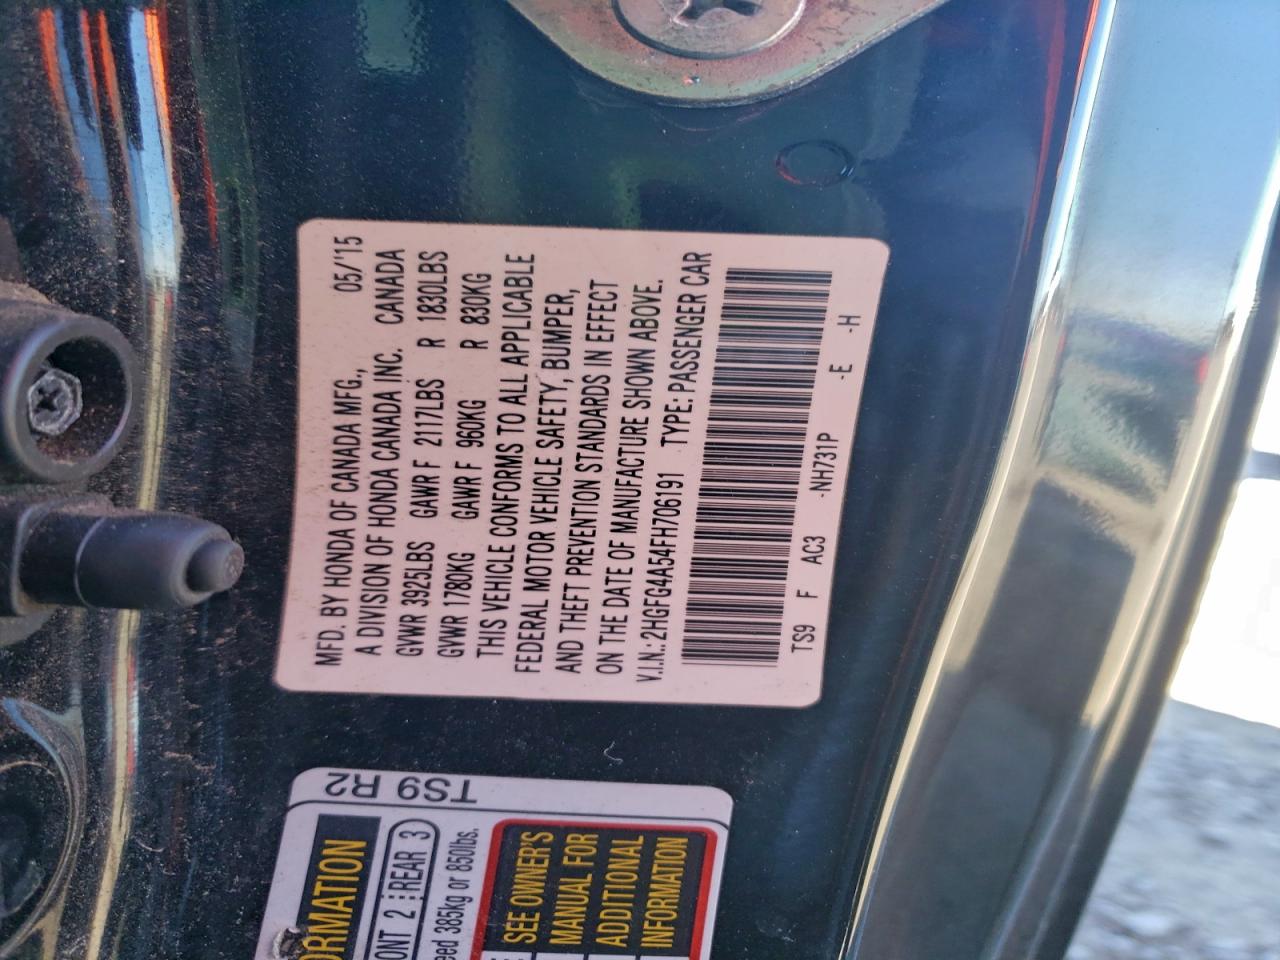 MFD. BY HONDA OF CANADA MFG., 05/'15
A DIVISION OF HONDA CANADA INC. CANADA
GVWR 3925LBS GAWR F 2117LBS R 1830LBS
GVWR 1780KG GAWR F 960KG R 830KG
THIS VEHICLE CONFORMS TO ALL APPLICABLE
FEDERAL MOTOR VEHICLE SAFETY, BUMPER,
AND THEFT PREVENTION STANDARDS IN EFFECT
ON THE DATE OF MANUFACTURE SHOWN ABOVE.
V.I.N.:2HGFG4A54FH706191 TYPE:PASSENGER CAR
TS9 F AC3 -NH731P -E -H
TS9 R2
REAR 3
385kg or 850lbs.
SEE OWNER'S
MANUAL FOR
ADDITIONAL
INFORMATION